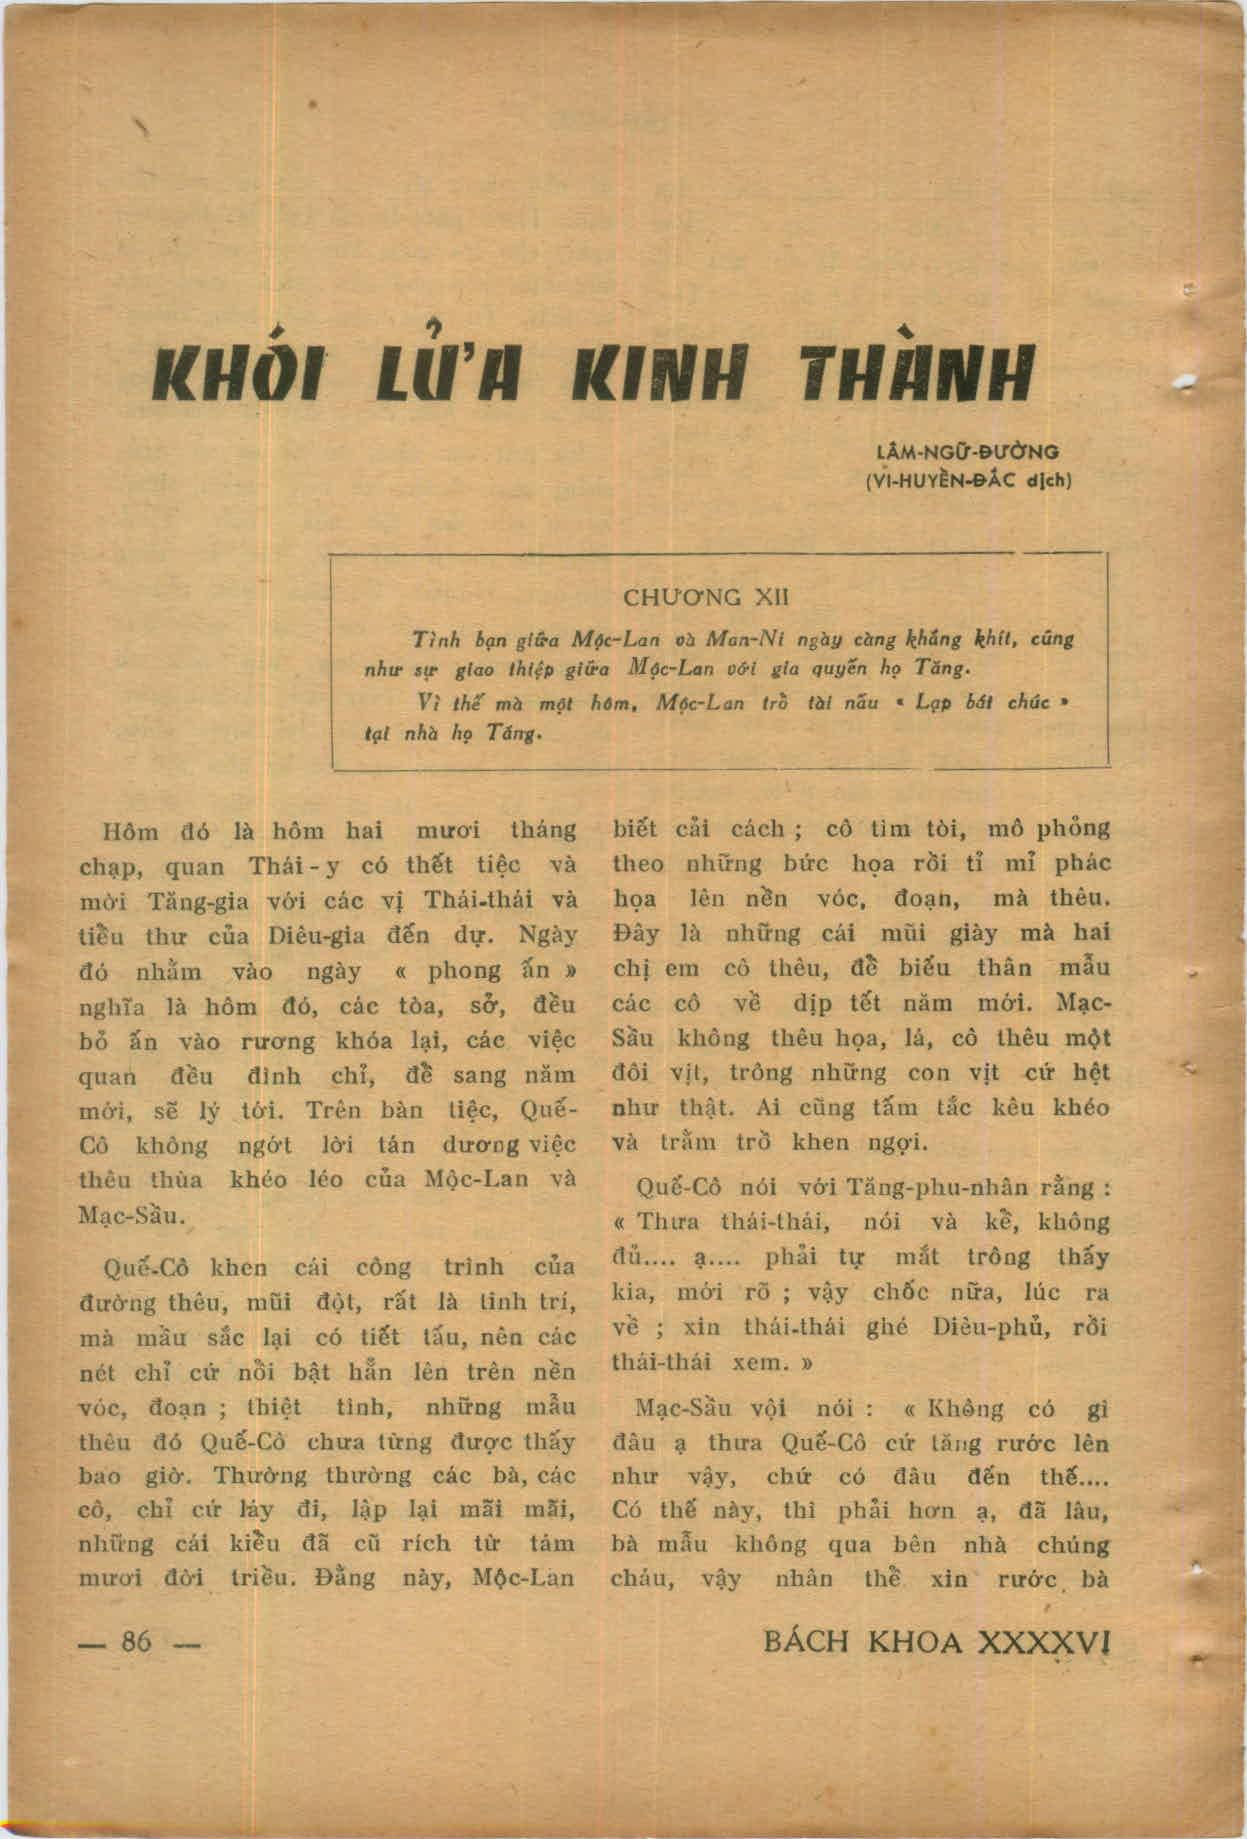 KHÓI LỬA KINH THÀNH
LÂM-NGỮ-ĐƯỜNG
(VI-HUYỀN-ĐẮC dịch)
CHƯƠNG XII
Tình bạn giữa Mộc-Lan và Man-Ni ngày càng khắng khít, cũng
như sự giao thiệp giữa Mộc-Lan với gia quyến họ Tăng.
Vì thế mà một hôm, Mộc-Lan trổ tài nấu « Lạp bát chúc »
tại nhà họ Tăng.
Hôm đó là hôm hai mươi tháng
chạp, quan Thái-y có thết tiệc và
mời Tăng-gia với các vị Thái-thái và
tiểu thư của Diêu-gia đến dự. Ngày
đó nhằm vào ngày « phong ấn »
nghĩa là hôm đó, các tòa, sở, đều
bỏ ấn vào rương khóa lại, các việc
quan đều đình chỉ, để sang năm
mới, sẽ lý tới. Trên bàn tiệc, Quế-
Cô không ngớt lời tán dương việc
thêu thùa khéo léo của Mộc-Lan và
Mạc-Sầu.
Quế-Cô khen cái công trình của
đường thêu, mũi đột, rất là tinh trí,
mà mầu sắc lại có tiết tấu, nên các
nét chỉ cứ nổi bật hẳn lên trên nền
vóc, đoạn ; thiệt tình, những mẫu
thêu đó Quế-Cô chưa từng được thấy
bao giờ. Thường thường các bà, các
cô, chỉ cứ láy đi, lập lại mãi mãi,
những cái kiểu đã cũ rích từ tám
mươi đời triều. Đằng này, Mộc-Lan
biết cải cách ; cô tìm tòi, mô phỏng
theo những bức họa rồi tỉ mỉ phác
họa lên nền vóc, đoạn, mà thêu.
Đây là những cái mũi giày mà hai
chị em cô thêu, để biếu thân mẫu
các cô về dịp tết năm mới. Mạc-
Sầu không thêu họa, lá, cô thêu một
đôi vịt, trông những con vịt cứ hệt
như thật. Ai cũng tấm tắc kêu khéo
và trằm trồ khen ngợi.
Quế-Cô nói với Tăng-phu-nhân rằng :
« Thưa thái-thái, nói và kể, không
đủ.... ạ.... phải tự mắt trông thấy
kia, mới rõ ; vậy chốc nữa, lúc ra
về ; xin thái-thái ghé Diêu-phủ, rồi
thái-thái xem. »
Mạc-Sầu vội nói : « Không có gì
đâu ạ thưa Quế-Cô cứ tăng rước lên
như vậy, chứ có đâu đến thế....
Có thế này, thì phải hơn ạ, đã lâu,
bà mẫu không qua bên nhà chúng
cháu, vậy nhân thể xin rước bà
— 86 —
BÁCH KHOA XXXXVI